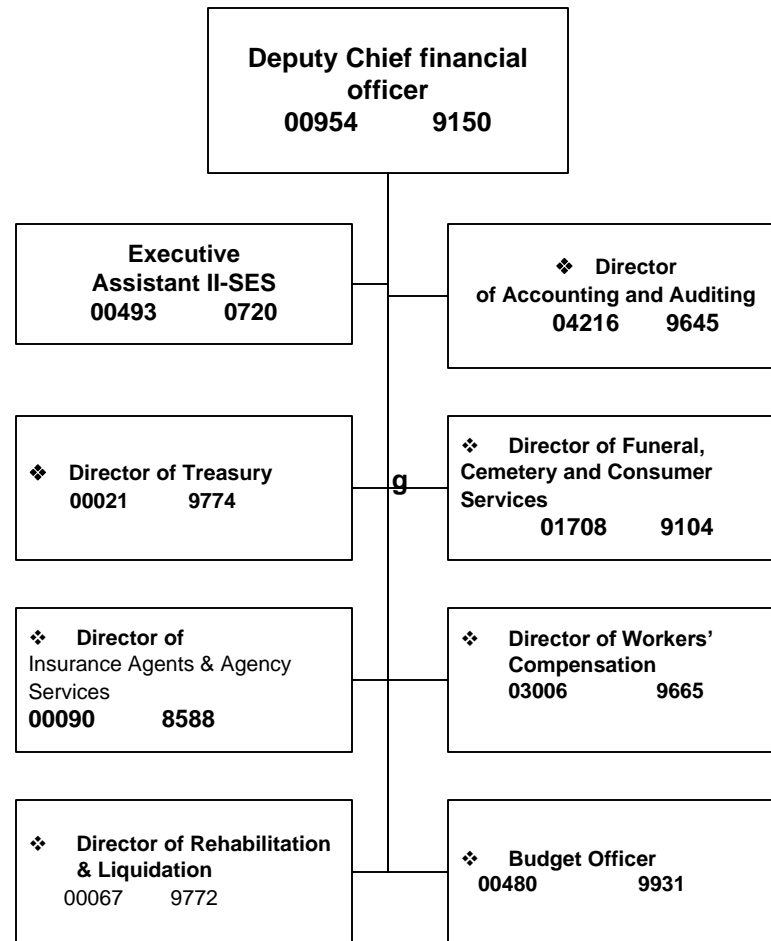 Deputy Chief financial
officer
00954 9150
Executive
Assistant II-SES
00493 0720
❖ Director
of Accounting and Auditing
04216 9645
❖ Director of Treasury
00021 9774
g
❖ Director of Funeral,
Cemetery and Consumer
Services
01708 9104
❖ Director of
Insurance Agents & Agency
Services
00090 8588
❖ Director of Workers’
Compensation
03006 9665
❖ Director of Rehabilitation
& Liquidation
00067 9772
❖ Budget Officer
00480 9931